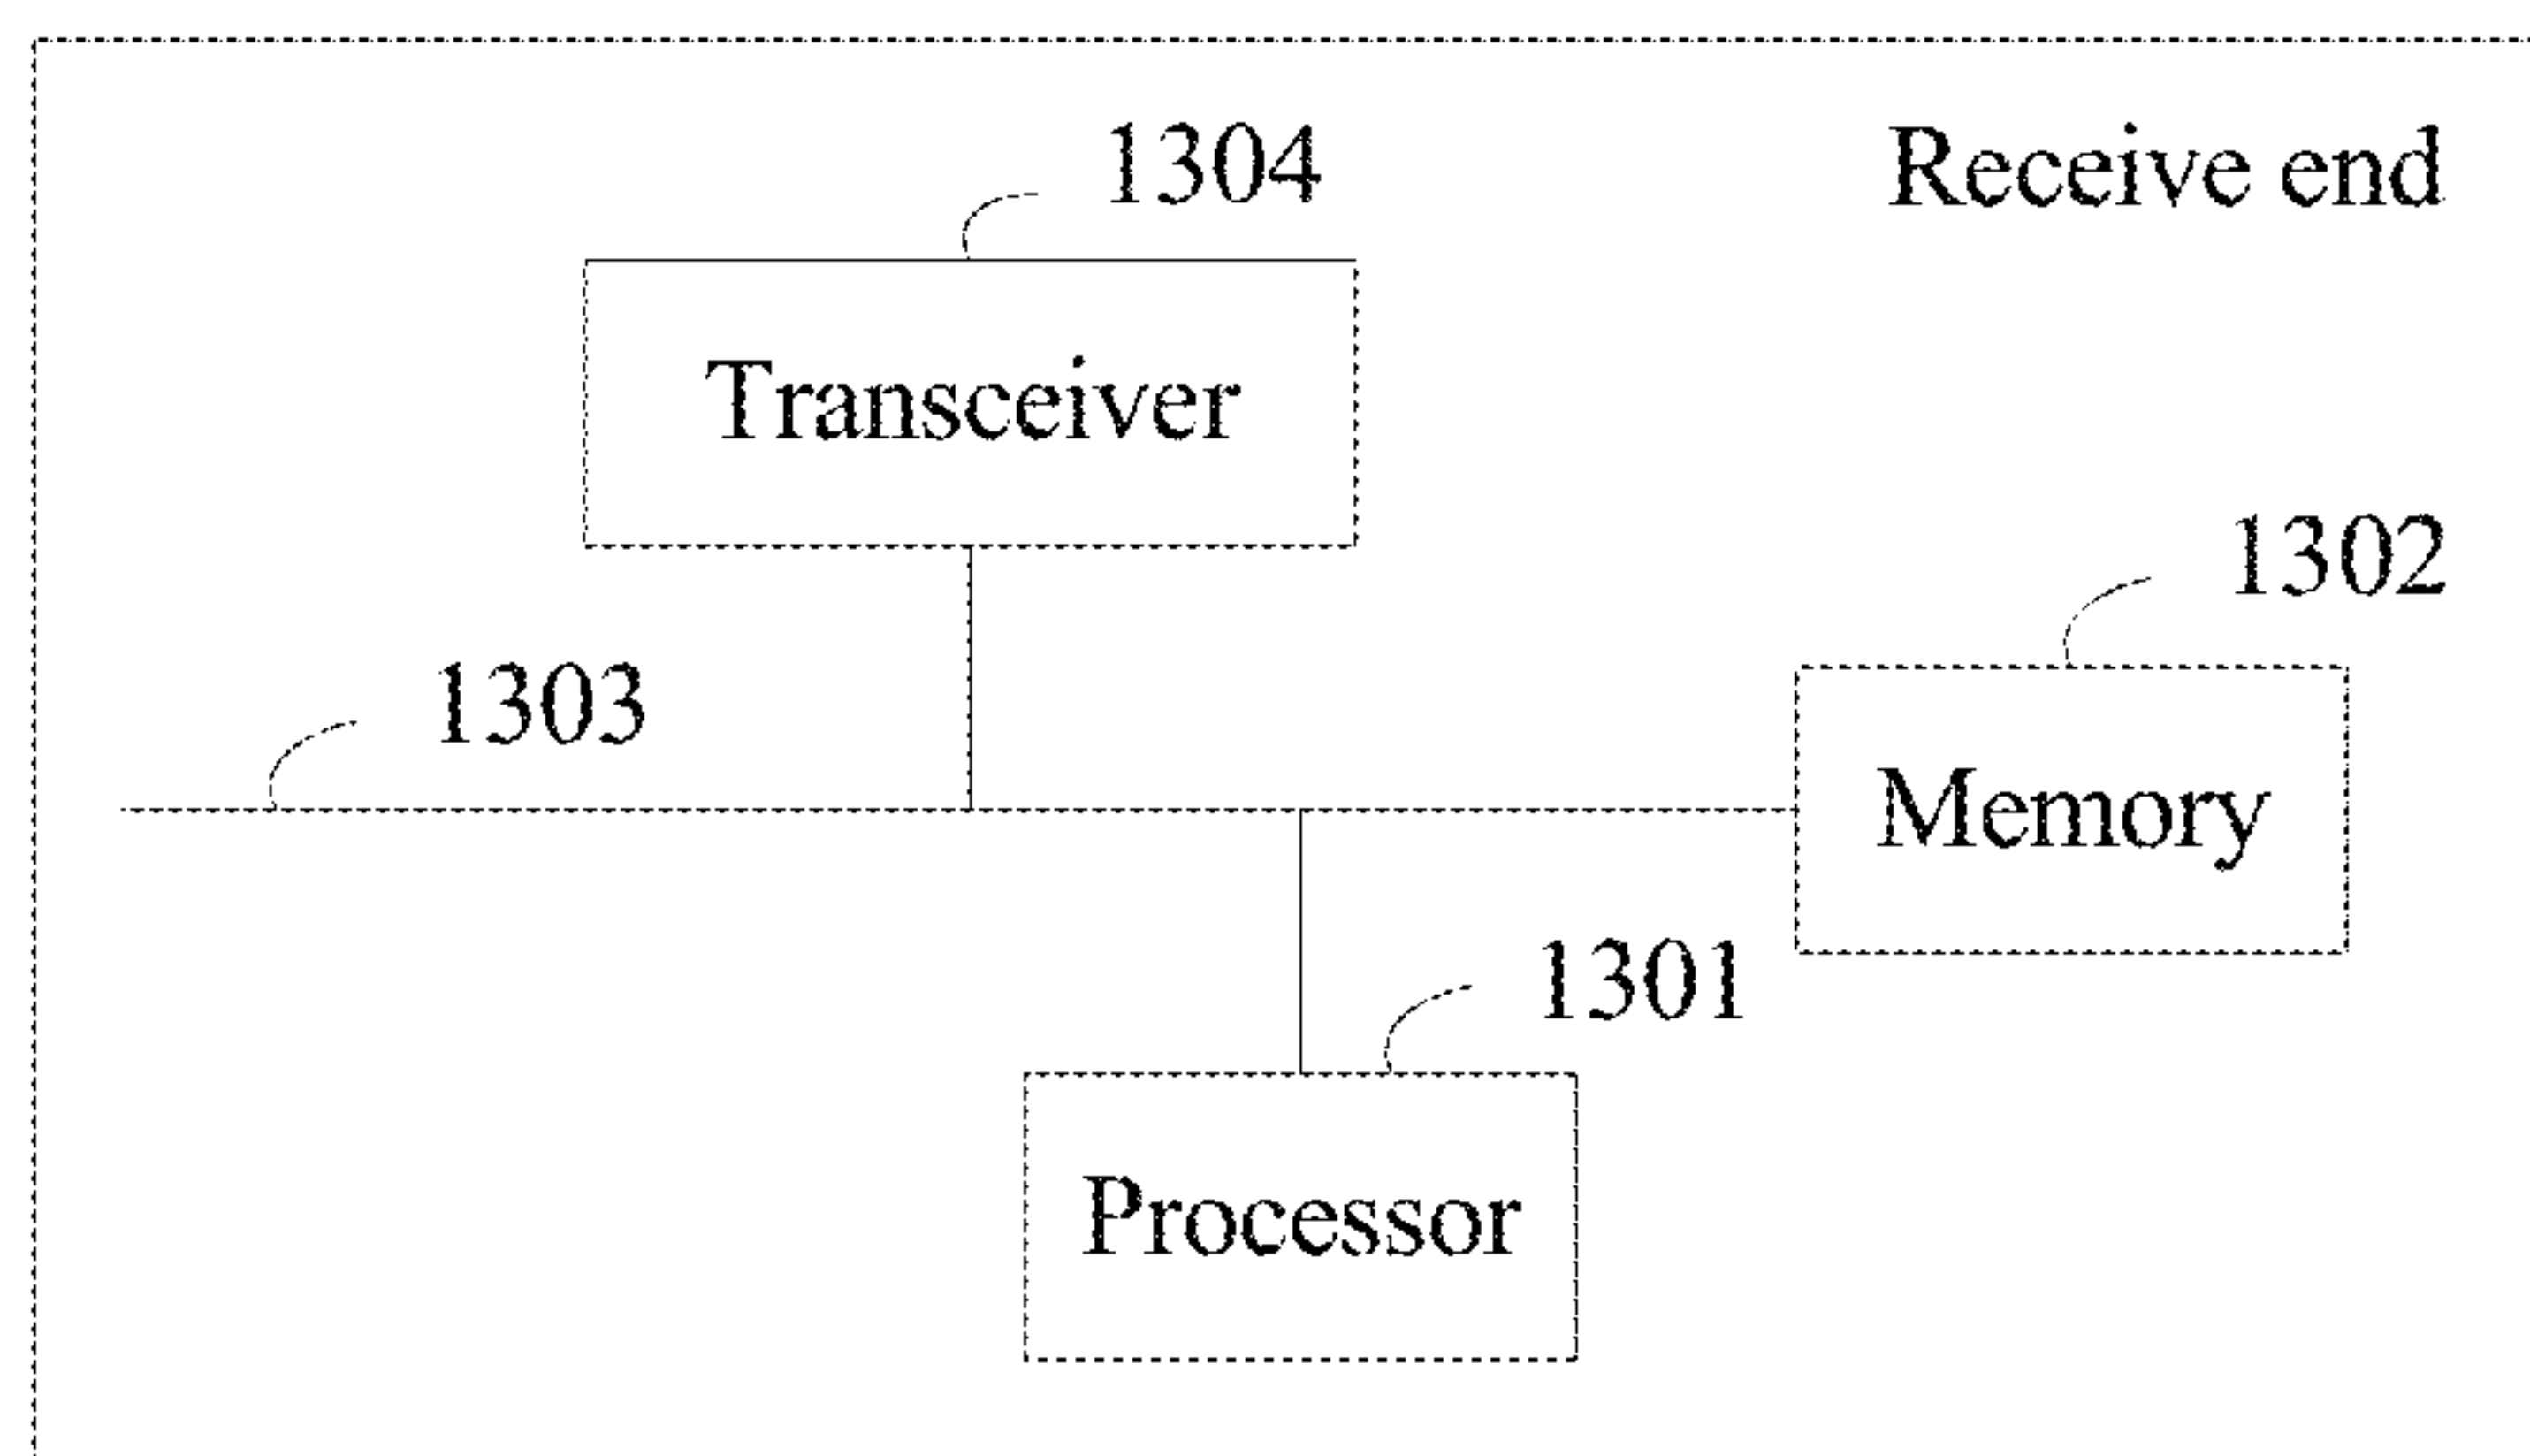 1304
Receive end
Transceiver
1302
1303
Memory
1301
Processor